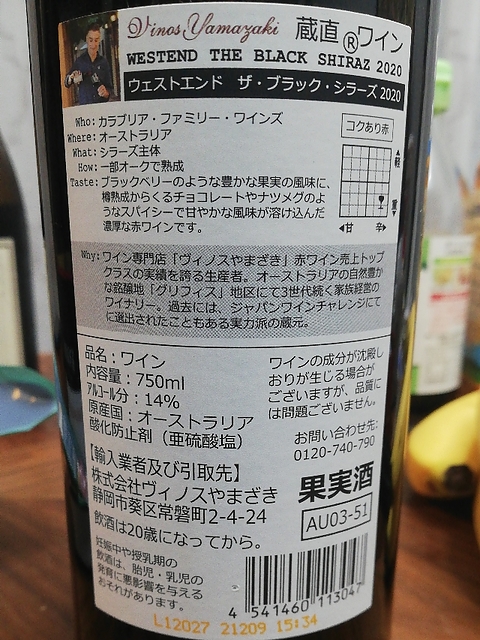 Vinos Yamazaki 蔵直®ワイン
WESTEND THE BLACK SHIRAZ 2020
ウェストエンド ザ・ブラック・シラーズ 2020
Who: カラブリア・ファミリー・ワインズ
Where: オーストラリア
What: シラーズ主体
How: 一部オークで熟成
Taste: ブラックベリーのような豊かな果実の風味に、
樽熟成からくるチョコレートやナツメグのよ
うなスパイシーで甘やかな風味が溶け込んだ
濃厚な赤ワインです。
コクあり赤
▲軽
重▼
◀甘 辛▶
Why: ワイン専門店「ヴィノスやまざき」赤ワイン売上トップ
クラスの実績を誇る生産者。オーストラリアの自然豊か
な銘醸地「グリフィス」地区にて3世代続く家族経営の
ワイナリー。過去には、ジャパンワインチャレンジにて
に選出されたこともある実力派の蔵元。
品名：ワイン
内容量：750ml
アルコール分：14%
原産国：オーストラリア
酸化防止剤（亜硫酸塩）
ワインの成分が沈殿し
おりが生じる場合が
ございますが、品質に
は問題ございません。
お問い合わせ先:
0120-740-790
【輸入業者及び引取先】
株式会社ヴィノスやまざき
静岡市葵区常磐町2-4-24
飲酒は20歳になってから。
果実酒
AU03-51
妊娠中や授乳期の
飲酒は、胎児・乳児の
発育に悪影響を与える
おそれがあります。
4 541460 113047
L12027 21209 15:34